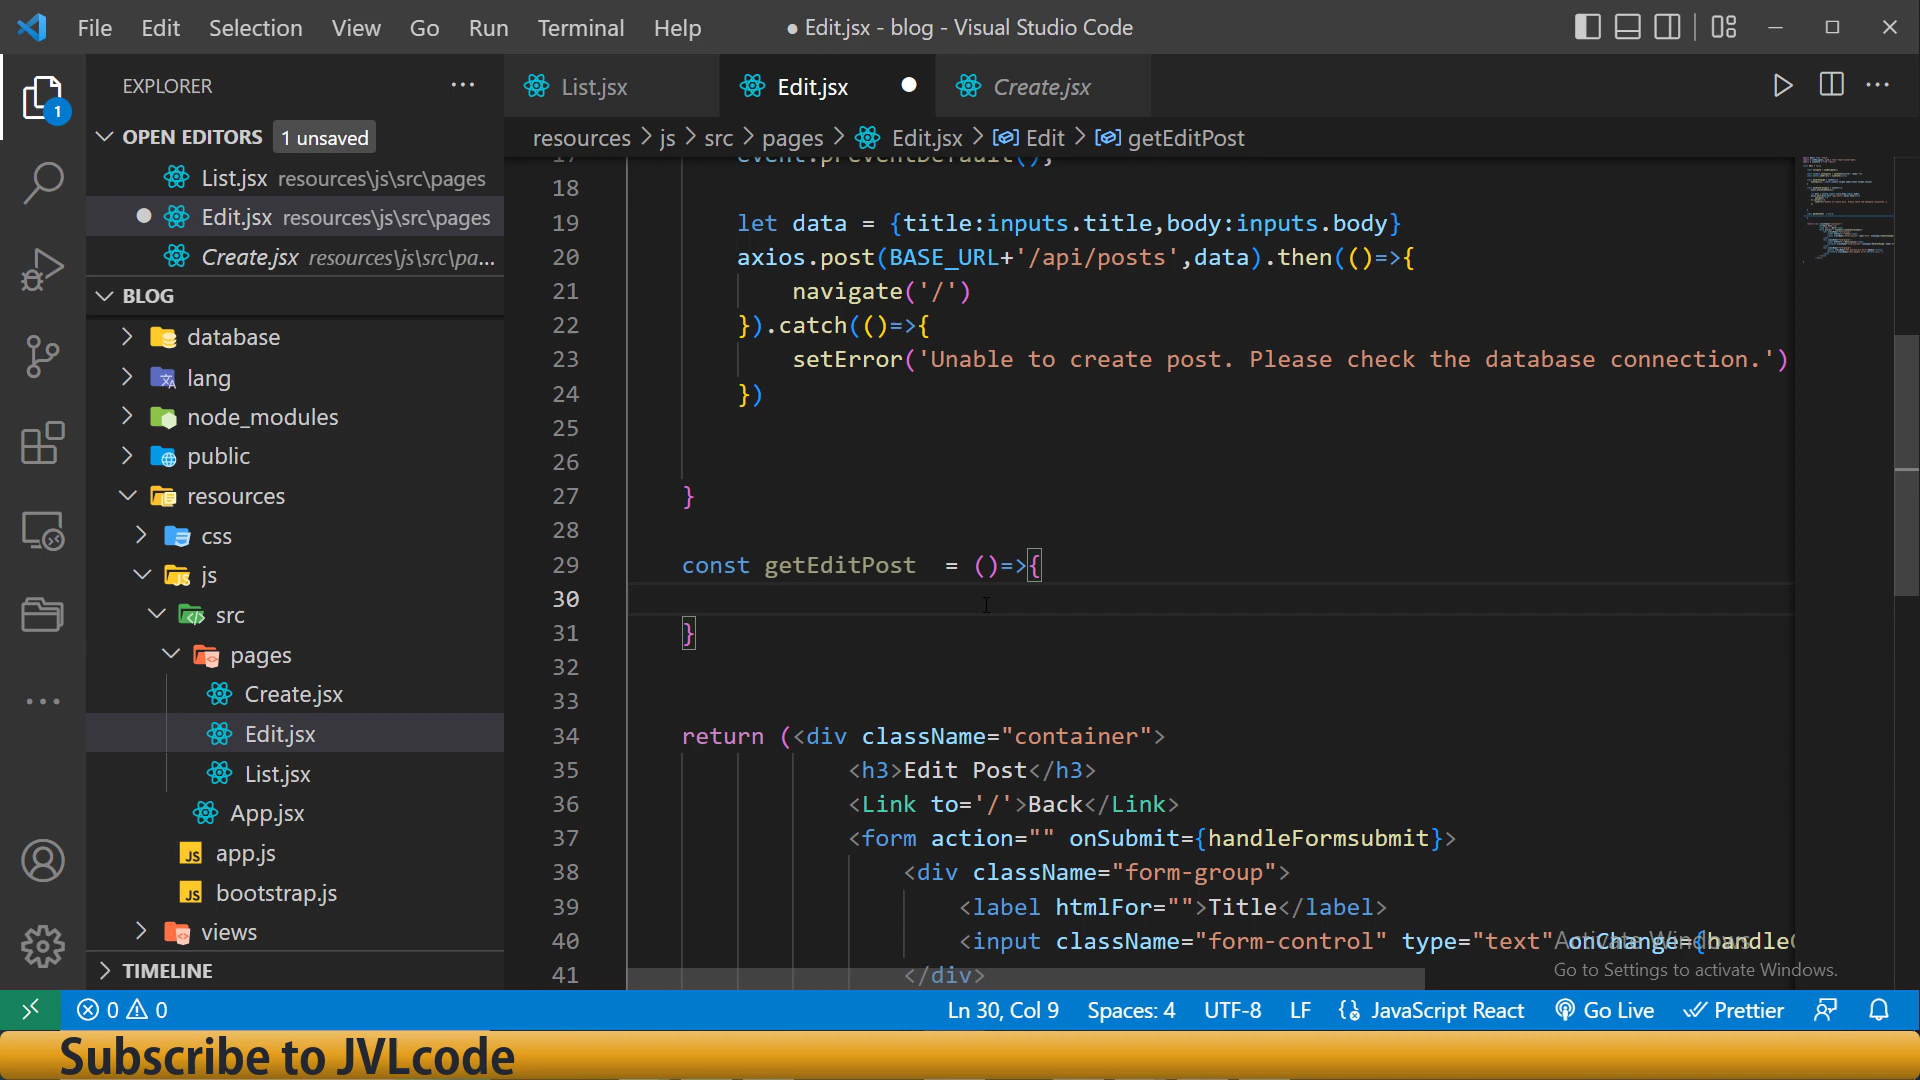 File Edit Selection View Go Run Terminal Help
● Edit.jsx - blog - Visual Studio Code
EXPLORER
List.jsx
Edit.jsx
Create.jsx
1
OPEN EDITORS 1 unsaved
resources > js > src > pages > Edit.jsx > Edit > getEditPost
List.jsx resources\js\src\pages
Edit.jsx resources\js\src\pages
Create.jsx resources\js\src\pa...
BLOG
database
lang
node_modules
public
resources
css
js
src
pages
Create.jsx
Edit.jsx
List.jsx
App.jsx
app.js
bootstrap.js
views
TIMELINE
17 event.preventDefault();
18
19 let data = {title:inputs.title,body:inputs.body}
20 axios.post(BASE_URL+'/api/posts',data).then(()=>{
21 navigate('/')
22 }).catch(()=>{
23 setError('Unable to create post. Please check the database connection.')
24 })
25
26
27 }
28
29 const getEditPost  = ()=>{
30
31 }
32
33
34 return (<div className="container">
35 <h3>Edit Post</h3>
36 <Link to='/'>Back</Link>
37 <form action="" onSubmit={handleFormsubmit}>
38 <div className="form-group">
39 <label htmlFor="">Title</label>
40 <input className="form-control" type="text" onChange={handle
41 </div>
Activate Windows
Go to Settings to activate Windows.
0 0
Ln 30, Col 9 Spaces: 4 UTF-8 LF JavaScript React Go Live Prettier
Subscribe to JVLcode